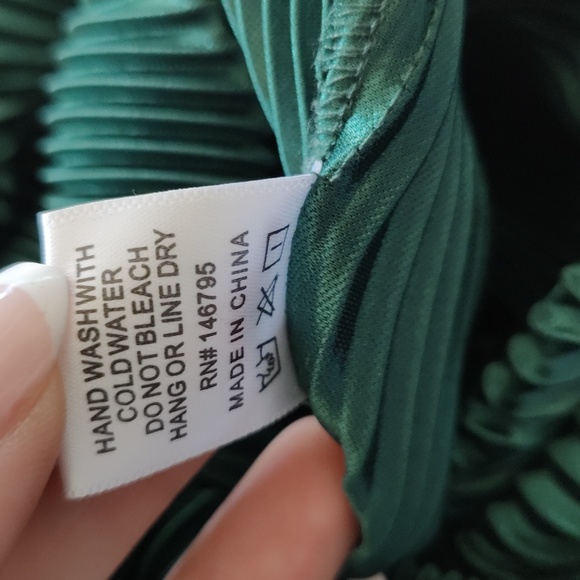 HAND WASH WITH
COLD WATER
DO NOT BLEACH
HANG OR LINE DRY
RN# 146795
MADE IN CHINA